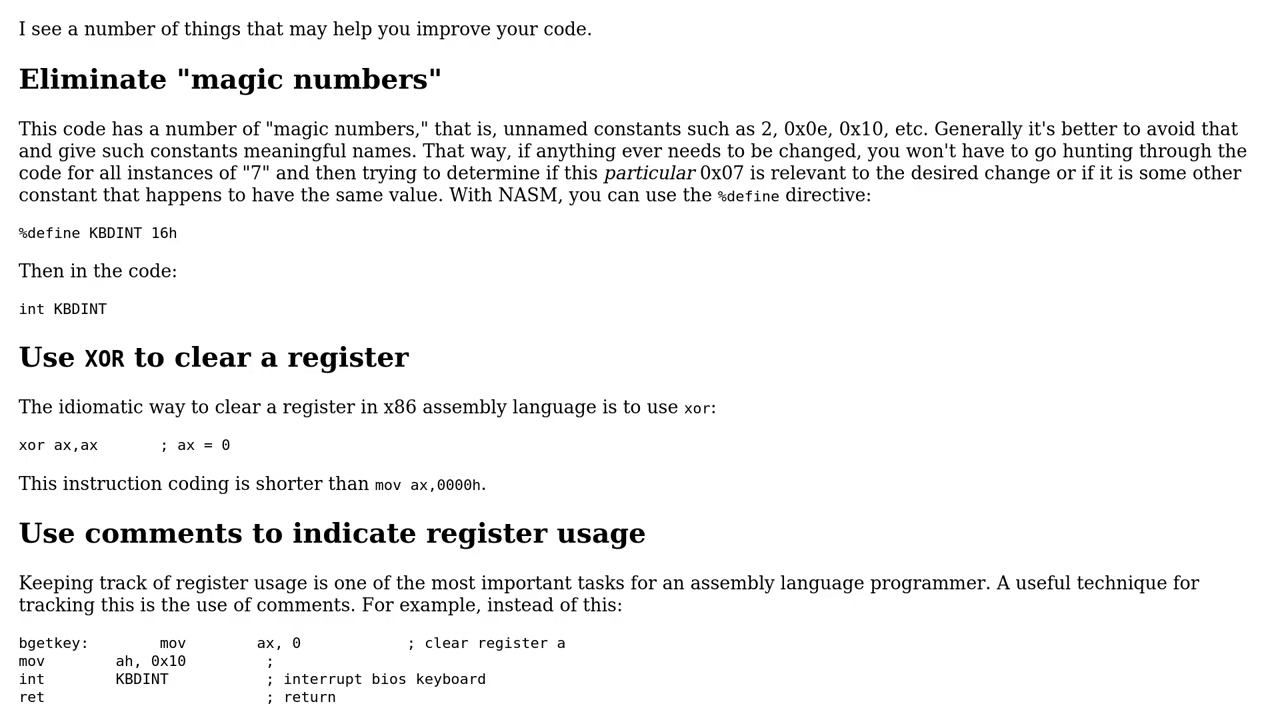 I see a number of things that may help you improve your code.
Eliminate "magic numbers"
This code has a number of "magic numbers," that is, unnamed constants such as 2, 0x0e, 0x10, etc. Generally it's better to avoid that
and give such constants meaningful names. That way, if anything ever needs to be changed, you won't have to go hunting through the
code for all instances of "7" and then trying to determine if this particular 0x07 is relevant to the desired change or if it is some other
constant that happens to have the same value. With NASM, you can use the %define directive:
%define KBDINT 16h
Then in the code:
int KBDINT
Use XOR to clear a register
The idiomatic way to clear a register in x86 assembly language is to use xor:
xor ax,ax       ; ax = 0
This instruction coding is shorter than mov ax,0000h.
Use comments to indicate register usage
Keeping track of register usage is one of the most important tasks for an assembly language programmer. A useful technique for
tracking this is the use of comments. For example, instead of this:
bgetkey:        mov        ax, 0            ; clear register a
mov        ah, 0x10         ;
int        KBDINT           ; interrupt bios keyboard
ret                         ; return